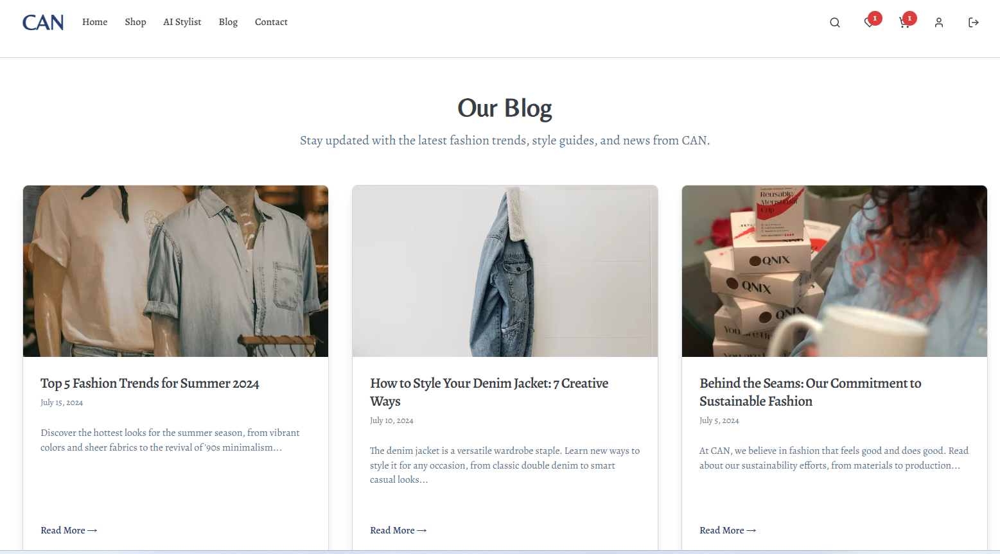 CAN
Home Shop AI Stylist Blog Contact
1 1
Our Blog
Stay updated with the latest fashion trends, style guides, and news from CAN.
Reusable
Menstrual
Cup
QNIX
QNIX
QNIX
Top 5 Fashion Trends for Summer 2024
July 15, 2024
Discover the hottest looks for the summer season, from vibrant
colors and sheer fabrics to the revival of '90s minimalism...
Read More →
How to Style Your Denim Jacket: 7 Creative
Ways
July 10, 2024
The denim jacket is a versatile wardrobe staple. Learn new ways to
style it for any occasion, from classic double denim to smart
casual looks...
Read More →
Behind the Seams: Our Commitment to
Sustainable Fashion
July 5, 2024
At CAN, we believe in fashion that feels good and does good. Read
about our sustainability efforts, from materials to production...
Read More →